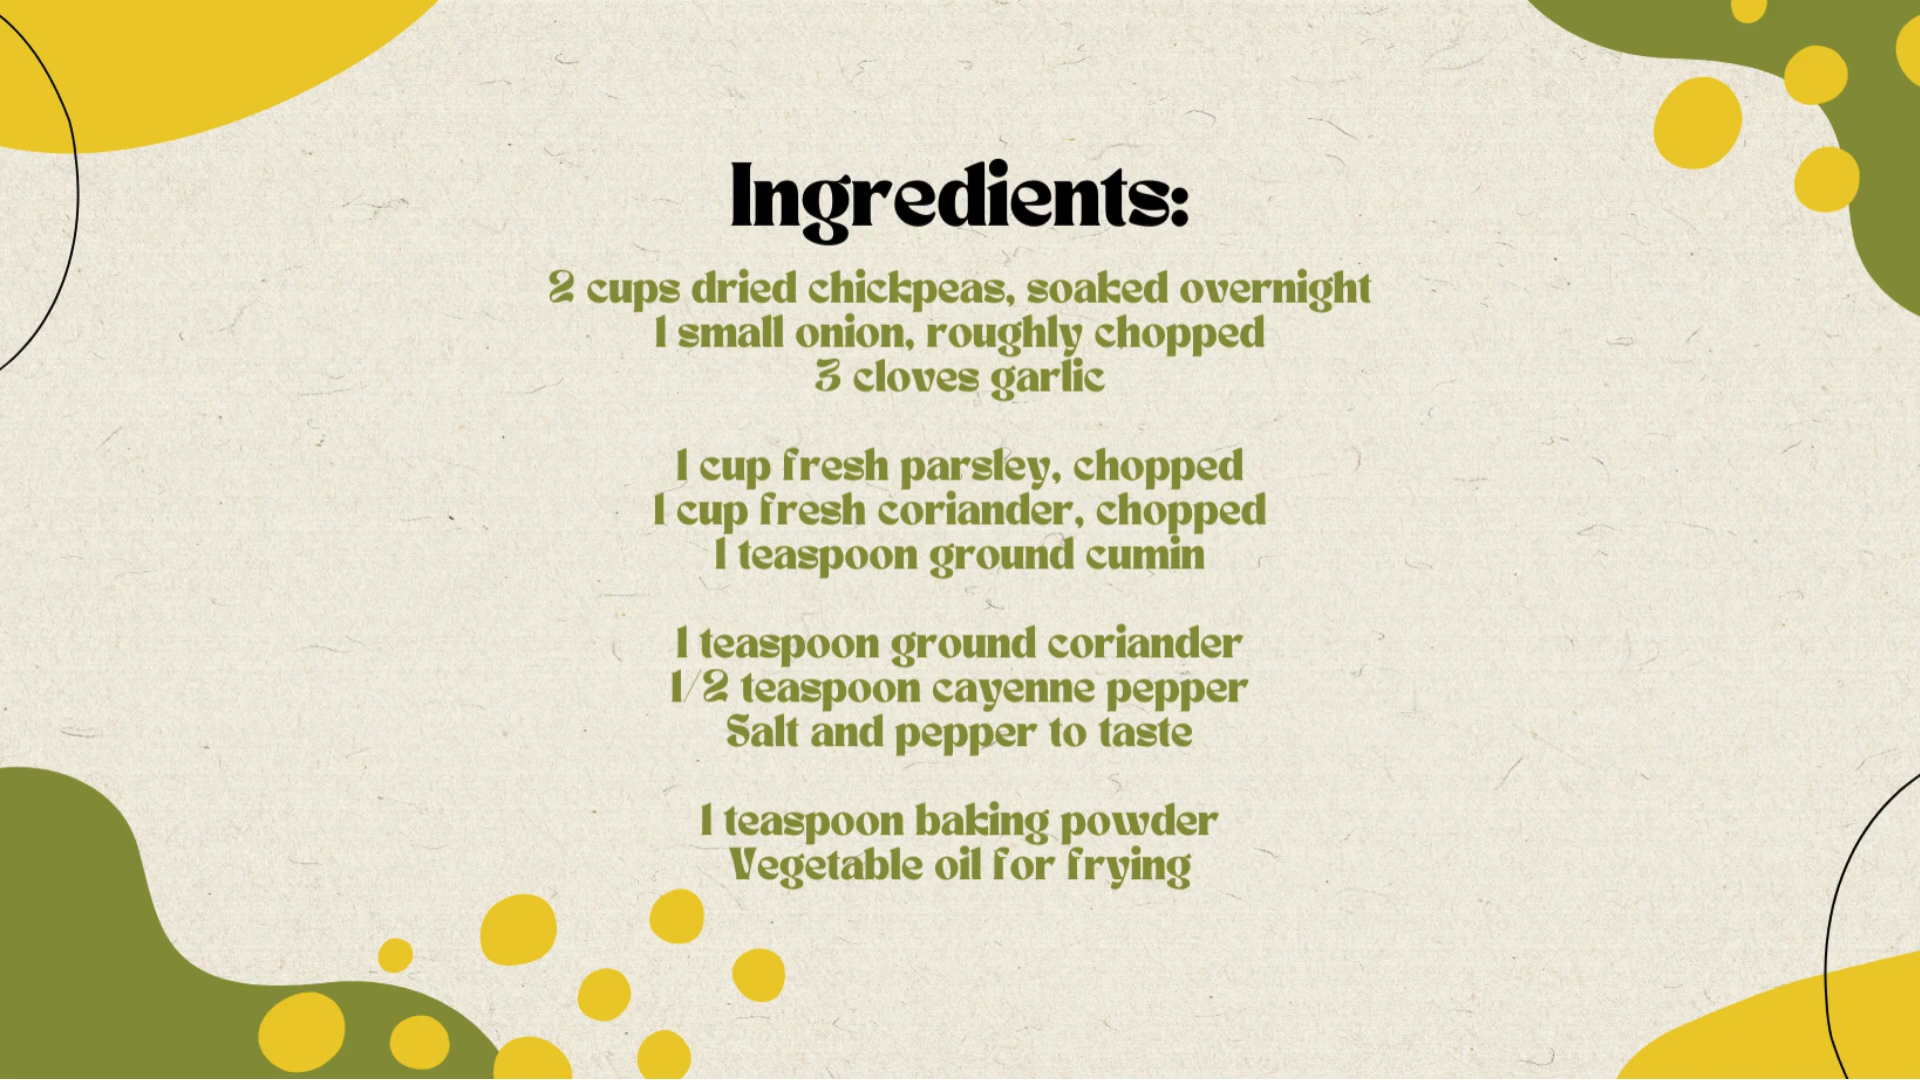 Ingredients:
2 cups dried chickpeas, soaked overnight
1 small onion, roughly chopped
3 cloves garlic
1 cup fresh parsley, chopped
1 cup fresh coriander, chopped
1 teaspoon ground cumin
1 teaspoon ground coriander
1/2 teaspoon cayenne pepper
Salt and pepper to taste
1 teaspoon baking powder
Vegetable oil for frying